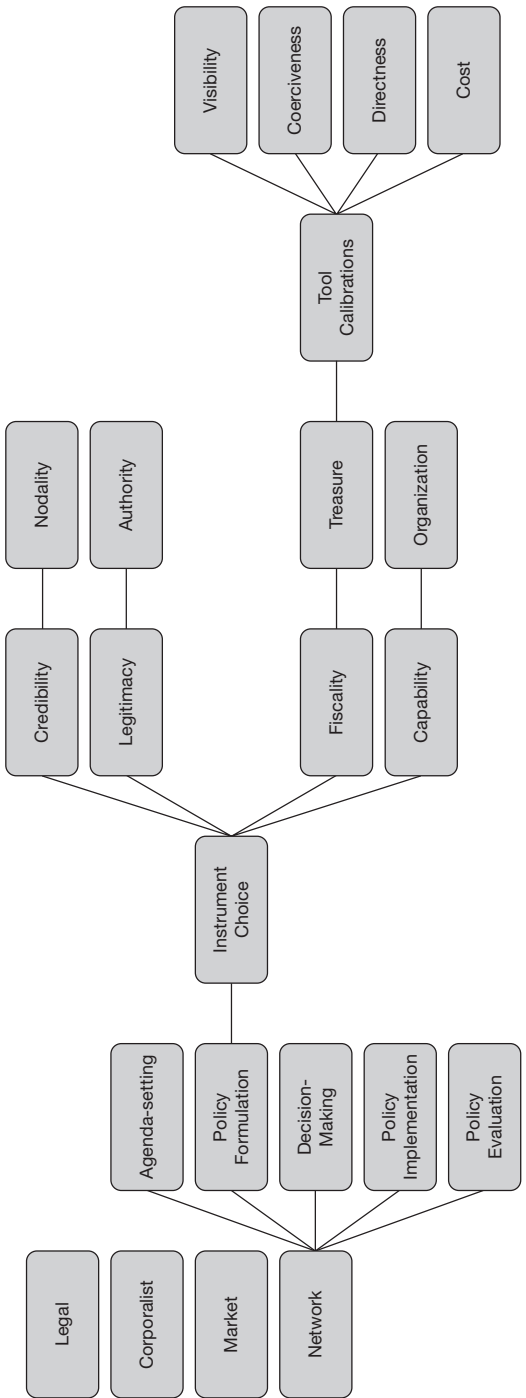 Legal
Corporalist
Market
Network
Agenda-setting
Policy
Formulation
Decision-
Making
Policy
Implementation
Policy
Evaluation
Instrument
Choice
Credibility
Legitimacy
Fiscality
Capability
Nodality
Authority
Treasure
Organization
Tool
Calibrations
Visibility
Coerciveness
Directness
Cost